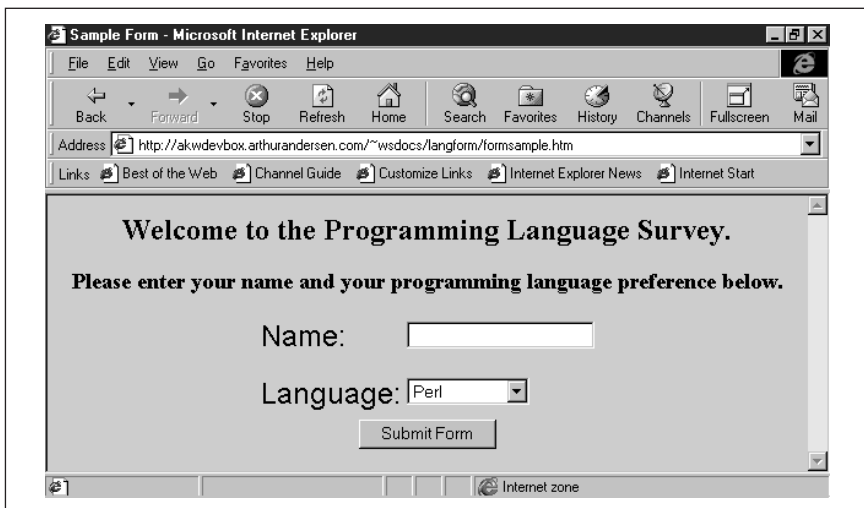 Sample Form - Microsoft Internet Explorer
File Edit View Go Favorites Help
Back Forward Stop Refresh Home Search Favorites History Channels Fullscreen Mail
Address http://akwdevbox.arthurandersen.com/~wsdocs/langform/formsample.htm
Links Best of the Web Channel Guide Customize Links Internet Explorer News Internet Start
Welcome to the Programming Language Survey.
Please enter your name and your programming language preference below.
Name:
Language: Perl
Submit Form
Internet zone